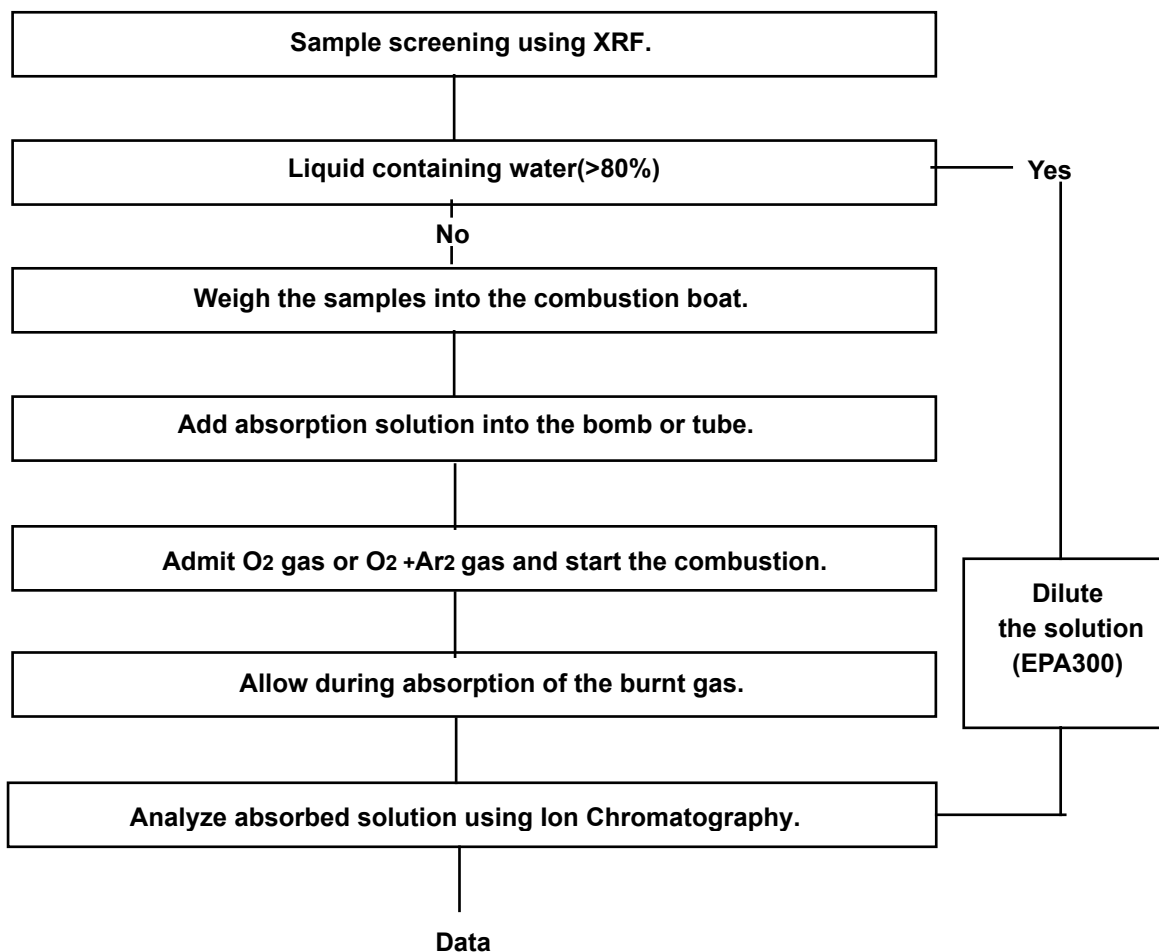 Sample screening using XRF.
Liquid containing water(>80%)
Yes
No
Weigh the samples into the combustion boat.
Add absorption solution into the bomb or tube.
Admit O2 gas or O2 +Ar2 gas and start the combustion.
Dilute
the solution
(EPA300)
Allow during absorption of the burnt gas.
Analyze absorbed solution using Ion Chromatography.
Data